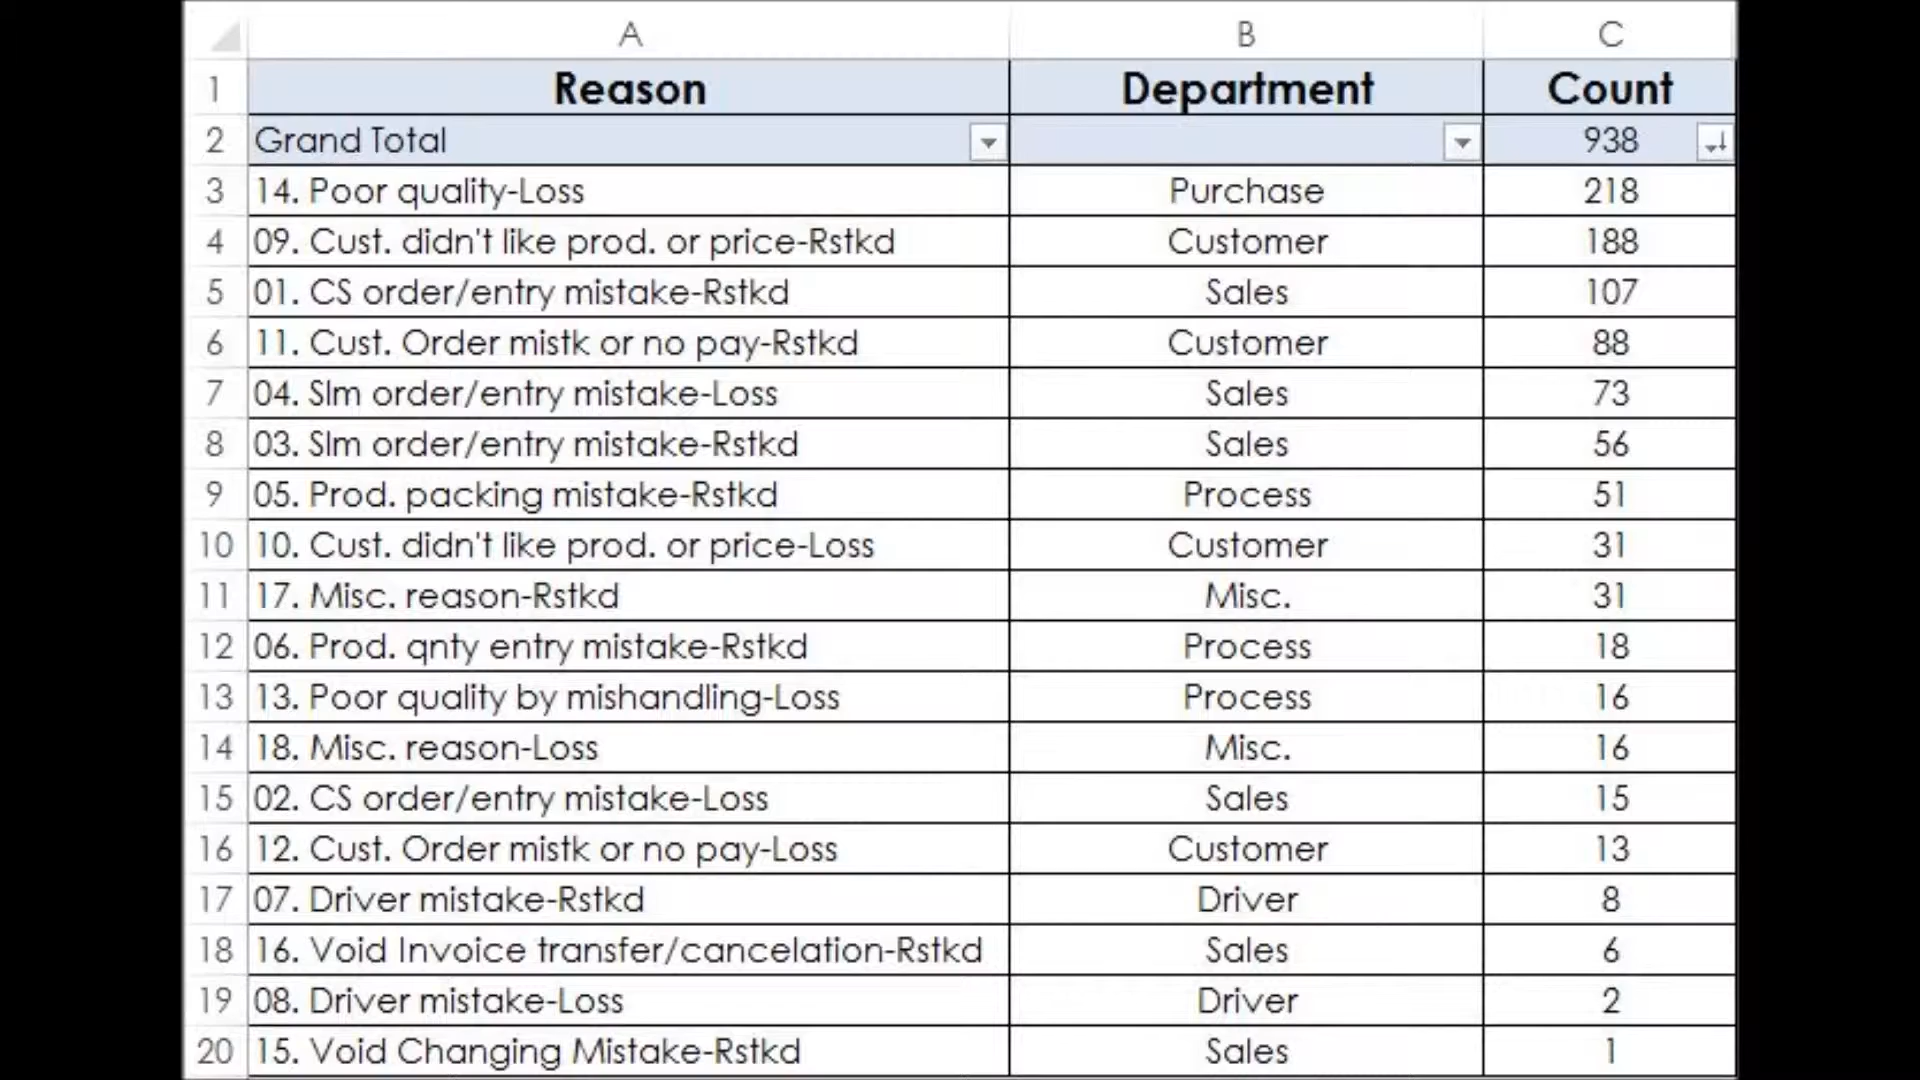 A B C
1 Reason Department Count
2 Grand Total 938
3 14. Poor quality-Loss Purchase 218
4 09. Cust. didn't like prod. or price-Rstkd Customer 188
5 01. CS order/entry mistake-Rstkd Sales 107
6 11. Cust. Order mistk or no pay-Rstkd Customer 88
7 04. Slm order/entry mistake-Loss Sales 73
8 03. Slm order/entry mistake-Rstkd Sales 56
9 05. Prod. packing mistake-Rstkd Process 51
10 10. Cust. didn't like prod. or price-Loss Customer 31
11 17. Misc. reason-Rstkd Misc. 31
12 06. Prod. qnty entry mistake-Rstkd Process 18
13 13. Poor quality by mishandling-Loss Process 16
14 18. Misc. reason-Loss Misc. 16
15 02. CS order/entry mistake-Loss Sales 15
16 12. Cust. Order mistk or no pay-Loss Customer 13
17 07. Driver mistake-Rstkd Driver 8
18 16. Void Invoice transfer/cancelation-Rstkd Sales 6
19 08. Driver mistake-Loss Driver 2
20 15. Void Changing Mistake-Rstkd Sales 1